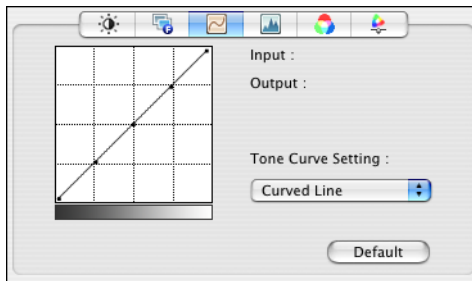 Input :
Output :
Tone Curve Setting :
Curved Line
Default